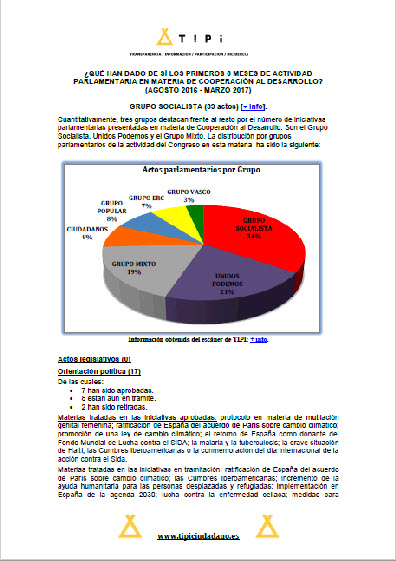 TiPi
TRANSPARENCIA / INFORMACIÓN / PARTICIPACIÓN / INCIDENCIA
¿QUÉ HAN DADO DE SÍ LOS PRIMEROS 8 MESES DE ACTIVIDAD
PARLAMENTARIA EN MATERIA DE COOPERACIÓN AL DESARROLLO?
(AGOSTO 2016 - MARZO 2017)
GRUPO SOCIALISTA (33 actos) [+ info].
Cuantitativamente, tres grupos destacan frente al resto por el número de iniciativas
parlamentarias presentadas en materia de Cooperación al Desarrollo. Son el Grupo
Socialista, Unidos Podemos y el Grupo Mixto. La distribución por grupos
parlamentarios de la actividad del Congreso en esta materia ha sido la siguiente:
Actos parlamentarios por Grupo
GRUPO VASCO
3%
GRUPO ERC
7%
GRUPO
POPULAR
8%
CIUDADANOS
8%
GRUPO MIXTO
19%
GRUPO
SOCIALISTA
UNIDOS
PODEMOS
21%
Información obtenida del escáner de TIPI: + info.
Actos legislativos (0)
Orientación política (17)
De las cuales:
• 7 han sido aprobadas.
• 8 están aún en trámite.
• 2 han sido retiradas.
Materias tratadas en las iniciativas aprobadas: protocolo en materia de mutilación
genital femenina; ratificación de España del acuerdo de París sobre cambio climático;
promoción de una ley de cambio climático; el retorno de España como donante de
Fondo Mundial de Lucha contra el SIDA; la malaria y la tuberculosis; la grave situación
de Haití, las Cumbres Iberoamericanas o la conmemoración del día internacional de la
acción contra el Sida.
Materias tratadas en las iniciativas en tramitación: ratificación de España del acuerdo
de París sobre cambio climático; las Cumbres Iberoamericanas; incremento de la
ayuda humanitaria para las personas desplazadas y refugiadas; implementación en
España de la agenda 2030; lucha contra la enfermedad celíaca; medidas para
www.tipiciudadano.es